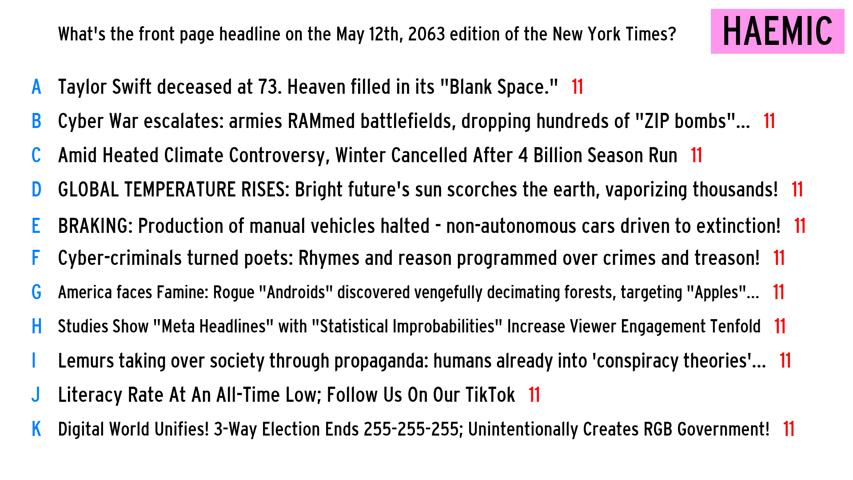 What's the front page headline on the May 12th, 2063 edition of the New York Times?
HAEMIC
A Taylor Swift deceased at 73. Heaven filled in its "Blank Space." 11
B Cyber War escalates: armies RAMmed battlefields, dropping hundreds of "ZIP bombs"... 11
C Amid Heated Climate Controversy, Winter Cancelled After 4 Billion Season Run 11
D GLOBAL TEMPERATURE RISES: Bright future's sun scorches the earth, vaporizing thousands! 11
E BRAKING: Production of manual vehicles halted - non-autonomous cars driven to extinction! 11
F Cyber-criminals turned poets: Rhymes and reason programmed over crimes and treason! 11
G America faces Famine: Rogue "Androids" discovered vengefully decimating forests, targeting "Apples"... 11
H Studies Show "Meta Headlines" with "Statistical Improbabilities" Increase Viewer Engagement Tenfold 11
I Lemurs taking over society through propaganda: humans already into 'conspiracy theories'... 11
J Literacy Rate At An All-Time Low; Follow Us On Our TikTok 11
K Digital World Unifies! 3-Way Election Ends 255-255-255; Unintentionally Creates RGB Government! 11